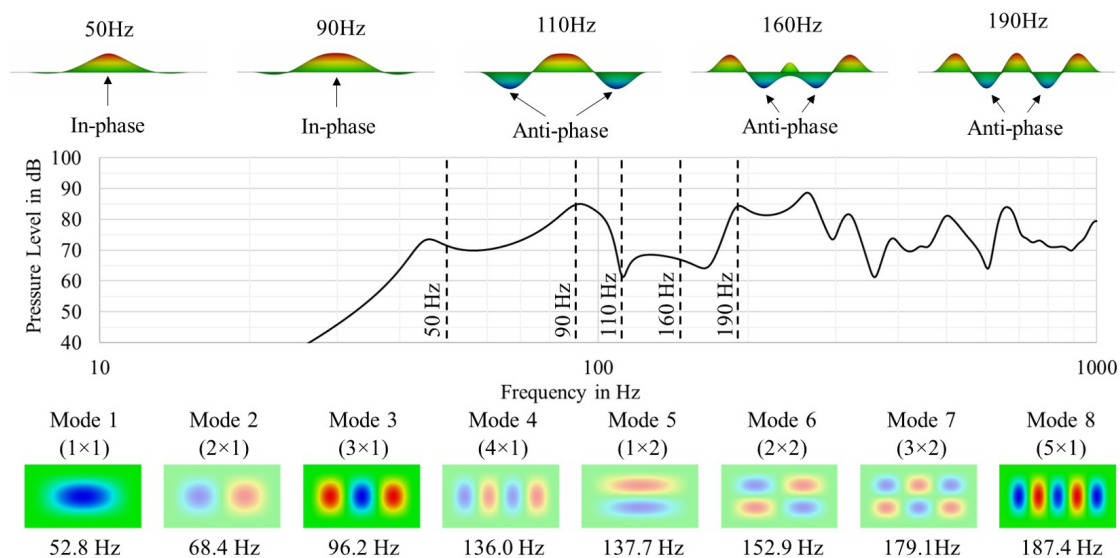 50Hz 90Hz 110Hz 160Hz 190Hz
In-phase In-phase Anti-phase Anti-phase Anti-phase
Pressure Level in dB
100
90
80
70
60
50
40
50 Hz
90 Hz
110 Hz
160 Hz
190 Hz
10 100 1000
Frequency in Hz
Mode 1 Mode 2 Mode 3 Mode 4 Mode 5 Mode 6 Mode 7 Mode 8
(1×1) (2×1) (3×1) (4×1) (1×2) (2×2) (3×2) (5×1)
52.8 Hz 68.4 Hz 96.2 Hz 136.0 Hz 137.7 Hz 152.9 Hz 179.1Hz 187.4 Hz